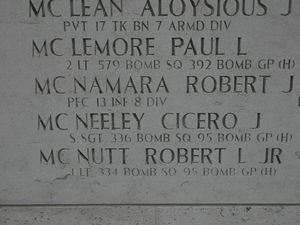 MC LEAN ALOYSIOUS J
PVT 17 TK BN 7 ARMD DIV
MC LEMORE PAUL L
2 LT 579 BOMB SQ 392 BOMB GP (H)
MC NAMARA ROBERT J
PFC 13 INF 8 DIV
MC NEELEY CICERO J
S SGT 336 BOMB SQ 95 BOMB GP (H)
MC NUTT ROBERT L JR
1 LT 334 BOMB SQ 95 BOMB GP (H)